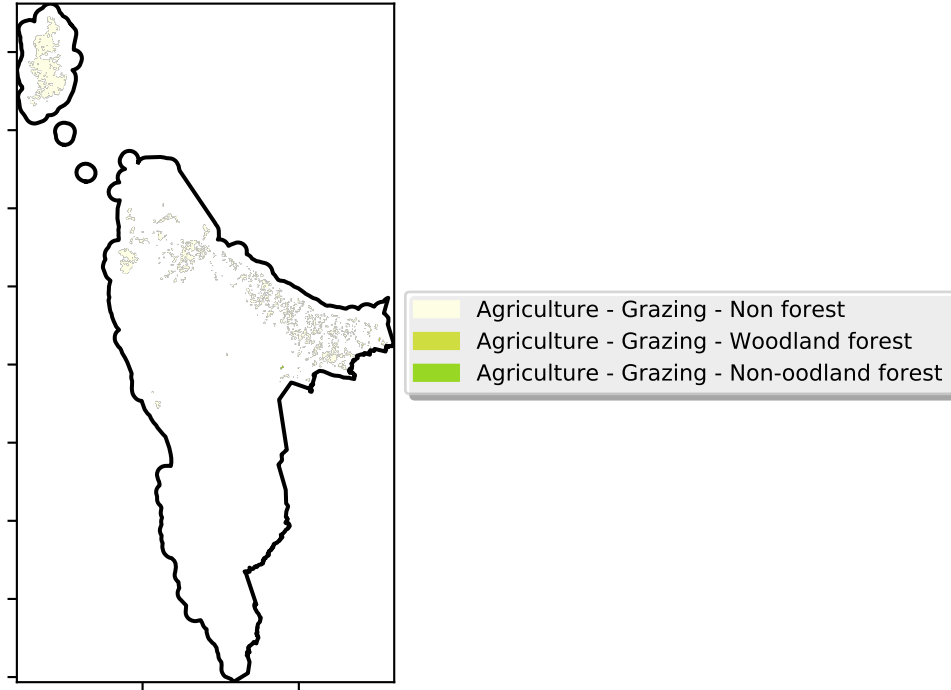 Agriculture - Grazing - Non forest
Agriculture - Grazing - Woodland forest
Agriculture - Grazing - Non-oodland forest